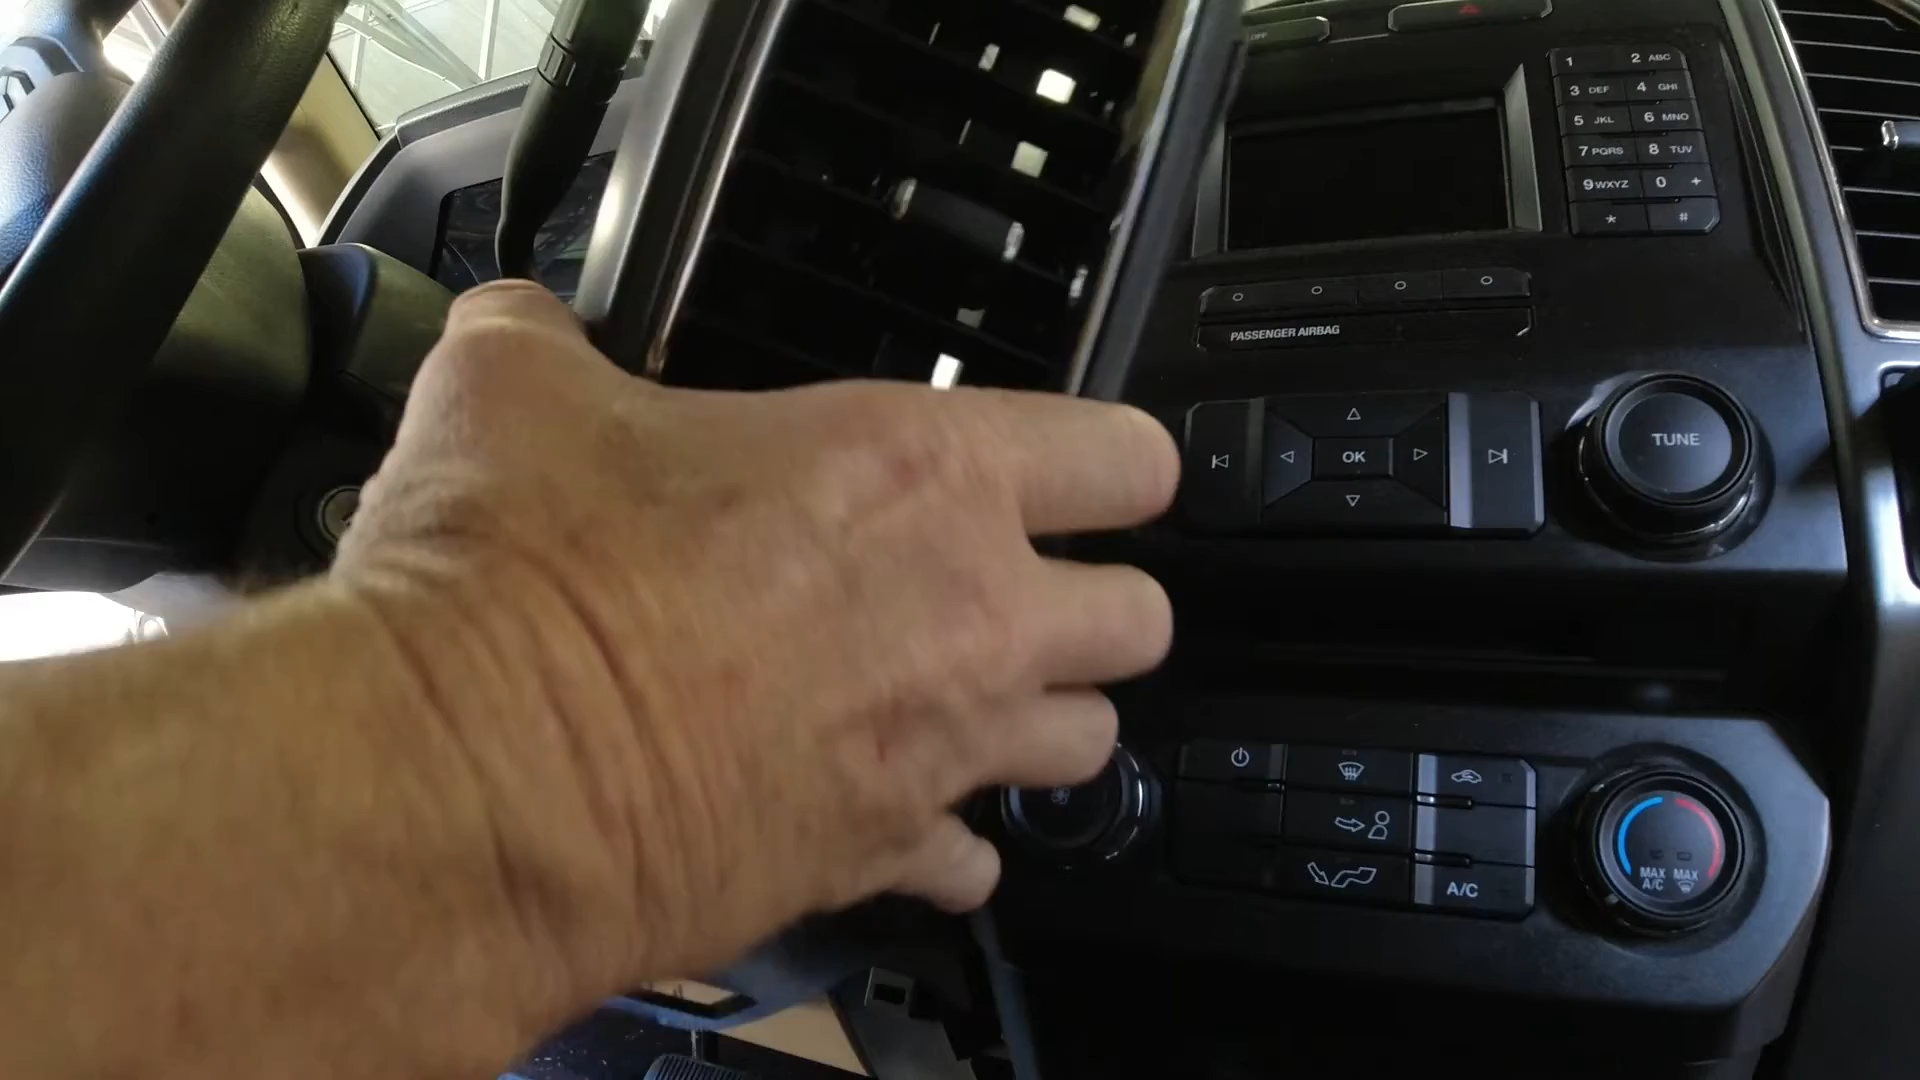 OFF
1 2 ABC
3 DEF 4 GHI
5 JKL 6 MNO
7 PQRS 8 TUV
9 WXYZ 0 +
* #
PASSENGER AIRBAG
OK
TUNE
A/C
MAX A/C MAX